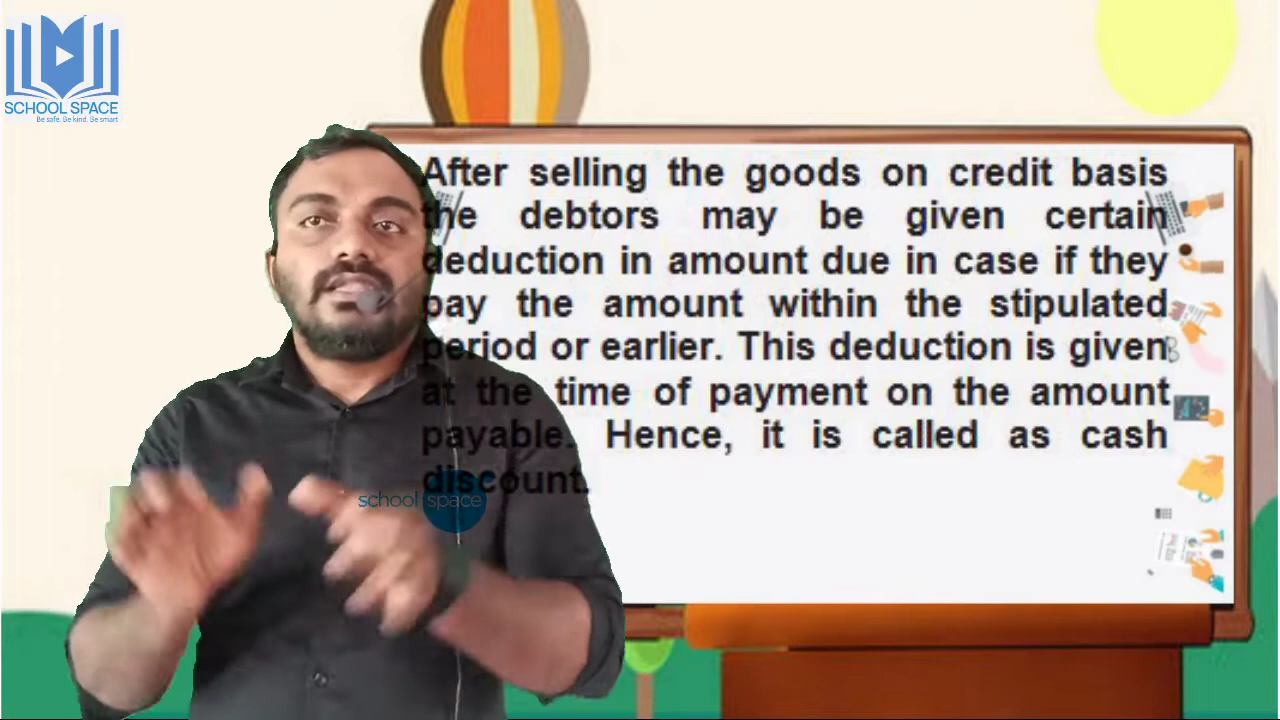 SCHOOL SPACE
Be safe. Be kind. Be smart
After selling the goods on credit basis
the debtors may be given certain
deduction in amount due in case if they
pay the amount within the stipulated
period or earlier. This deduction is given
at the time of payment on the amount
payable. Hence, it is called as cash
discount.
school space